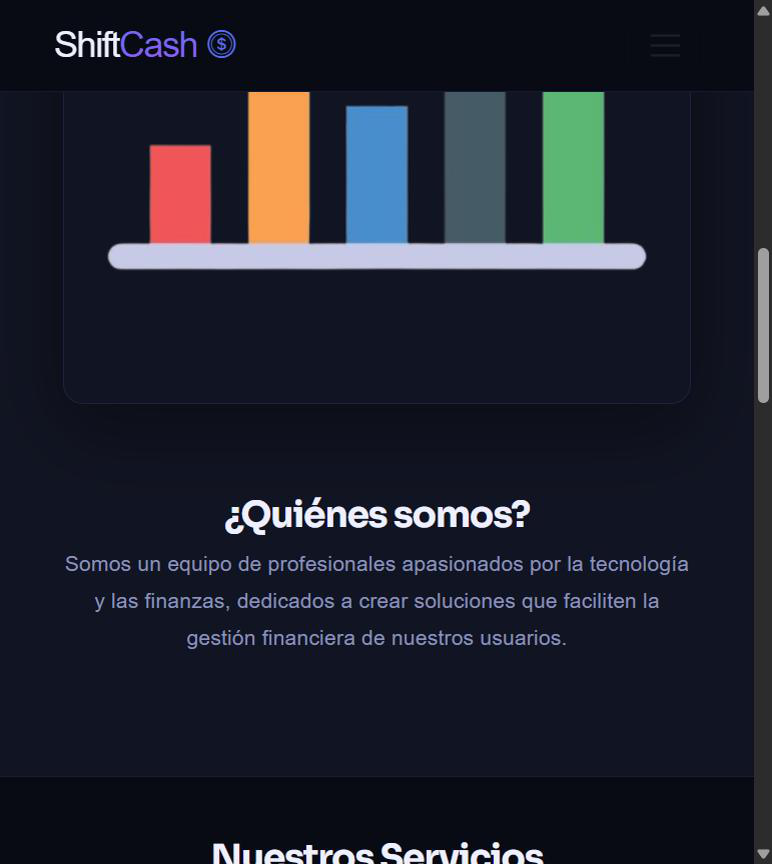 ShiftCash $
¿Quiénes somos?
Somos un equipo de profesionales apasionados por la tecnología
y las finanzas, dedicados a crear soluciones que faciliten la
gestión financiera de nuestros usuarios.
Nuestros Servicios